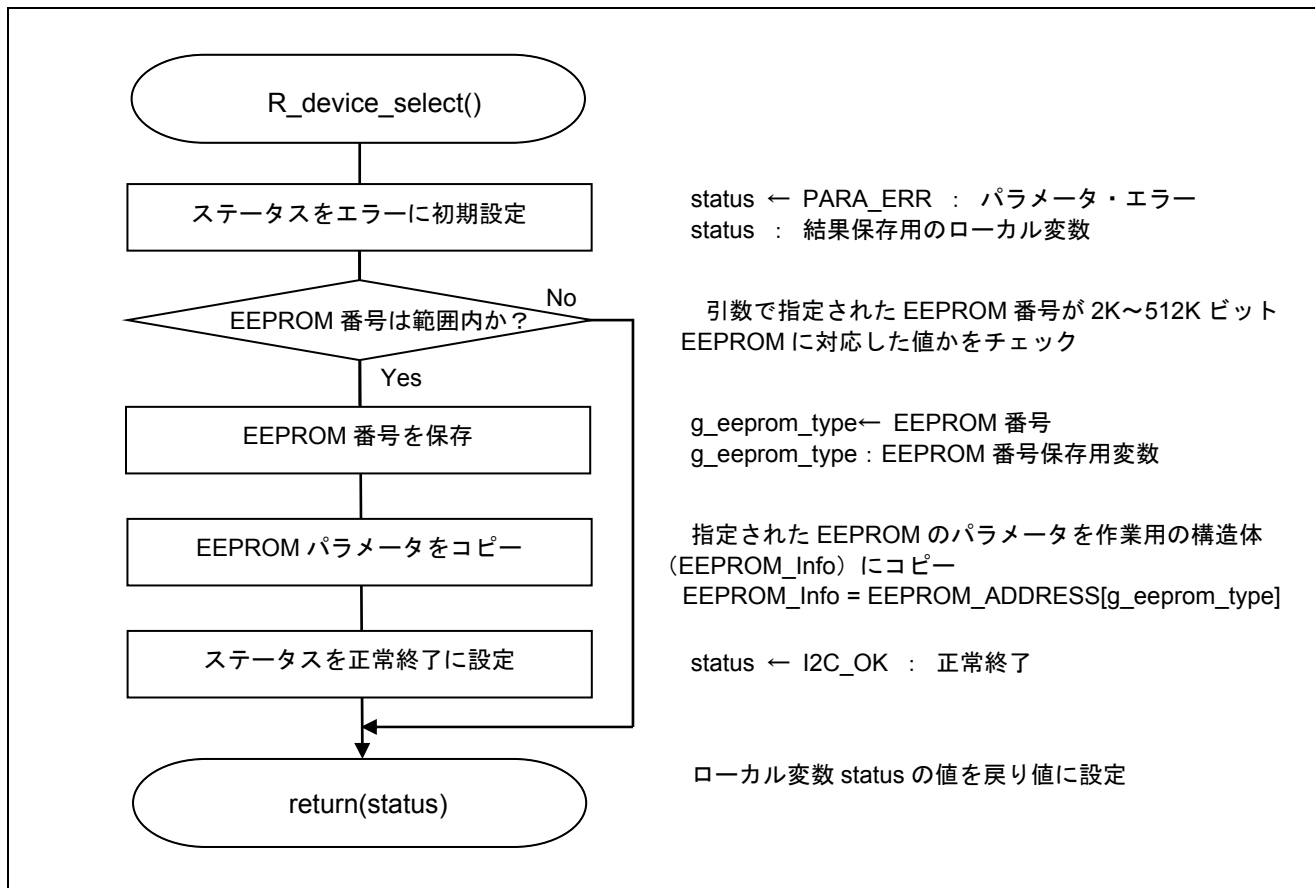 R_device_select()
ステータスをエラーに初期設定
status ← PARA_ERR ： パラメータ・エラー
status ： 結果保存用のローカル変数
EEPROM 番号は範囲内か？
No
引数で指定された EEPROM 番号が 2K～512K ビット
EEPROM に対応した値かをチェック
Yes
EEPROM 番号を保存
g_eeprom_type← EEPROM 番号
g_eeprom_type：EEPROM 番号保存用変数
EEPROM パラメータをコピー
指定された EEPROM のパラメータを作業用の構造体
（EEPROM_Info）にコピー
EEPROM_Info = EEPROM_ADDRESS[g_eeprom_type]
ステータスを正常終了に設定
status ← I2C_OK ： 正常終了
return(status)
ローカル変数 status の値を戻り値に設定